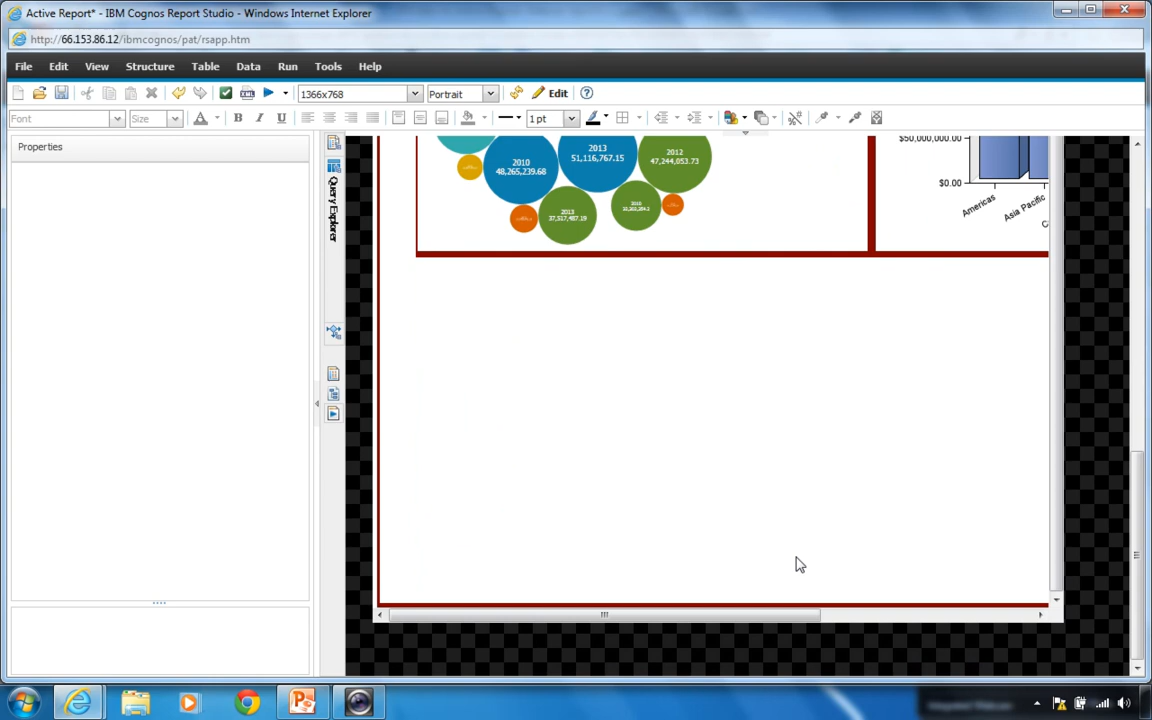 Active Report* - IBM Cognos Report Studio - Windows Internet Explorer
http://66.153.86.12/ibmcognos/pat/rsapp.htm
File Edit View Structure Table Data Run Tools Help
1366x768 Portrait Edit
Font Size B I U 1 pt
Properties
Query Explorer
2010
48,265,239.68
2013
51,116,767.15
2012
47,244,053.73
2013
37,517,487.19
2010
$50,000,000.00
$0.00
Americas
Asia Pacific
C